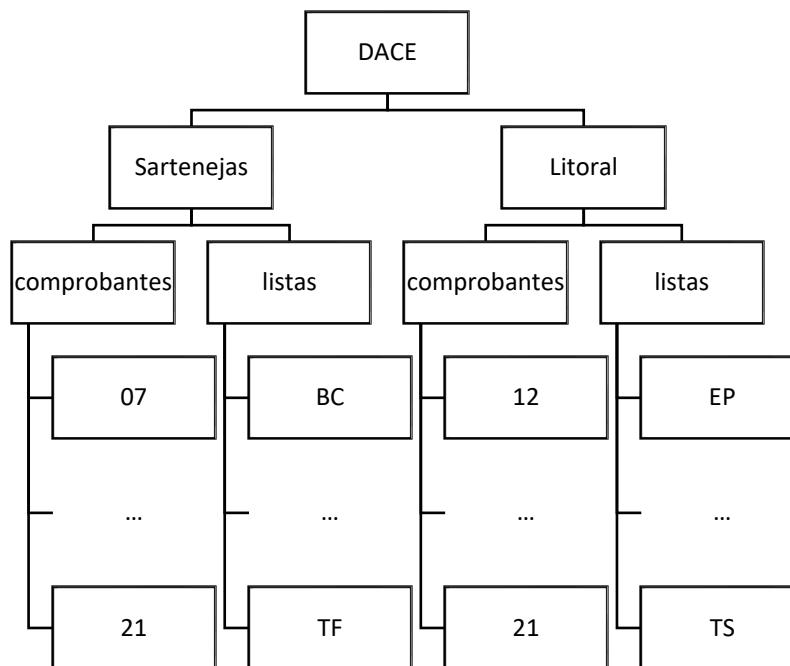 DACE
Sartenejas
Litoral
comprobantes
listas
comprobantes
listas
07
BC
12
EP
...
...
...
...
21
TF
21
TS